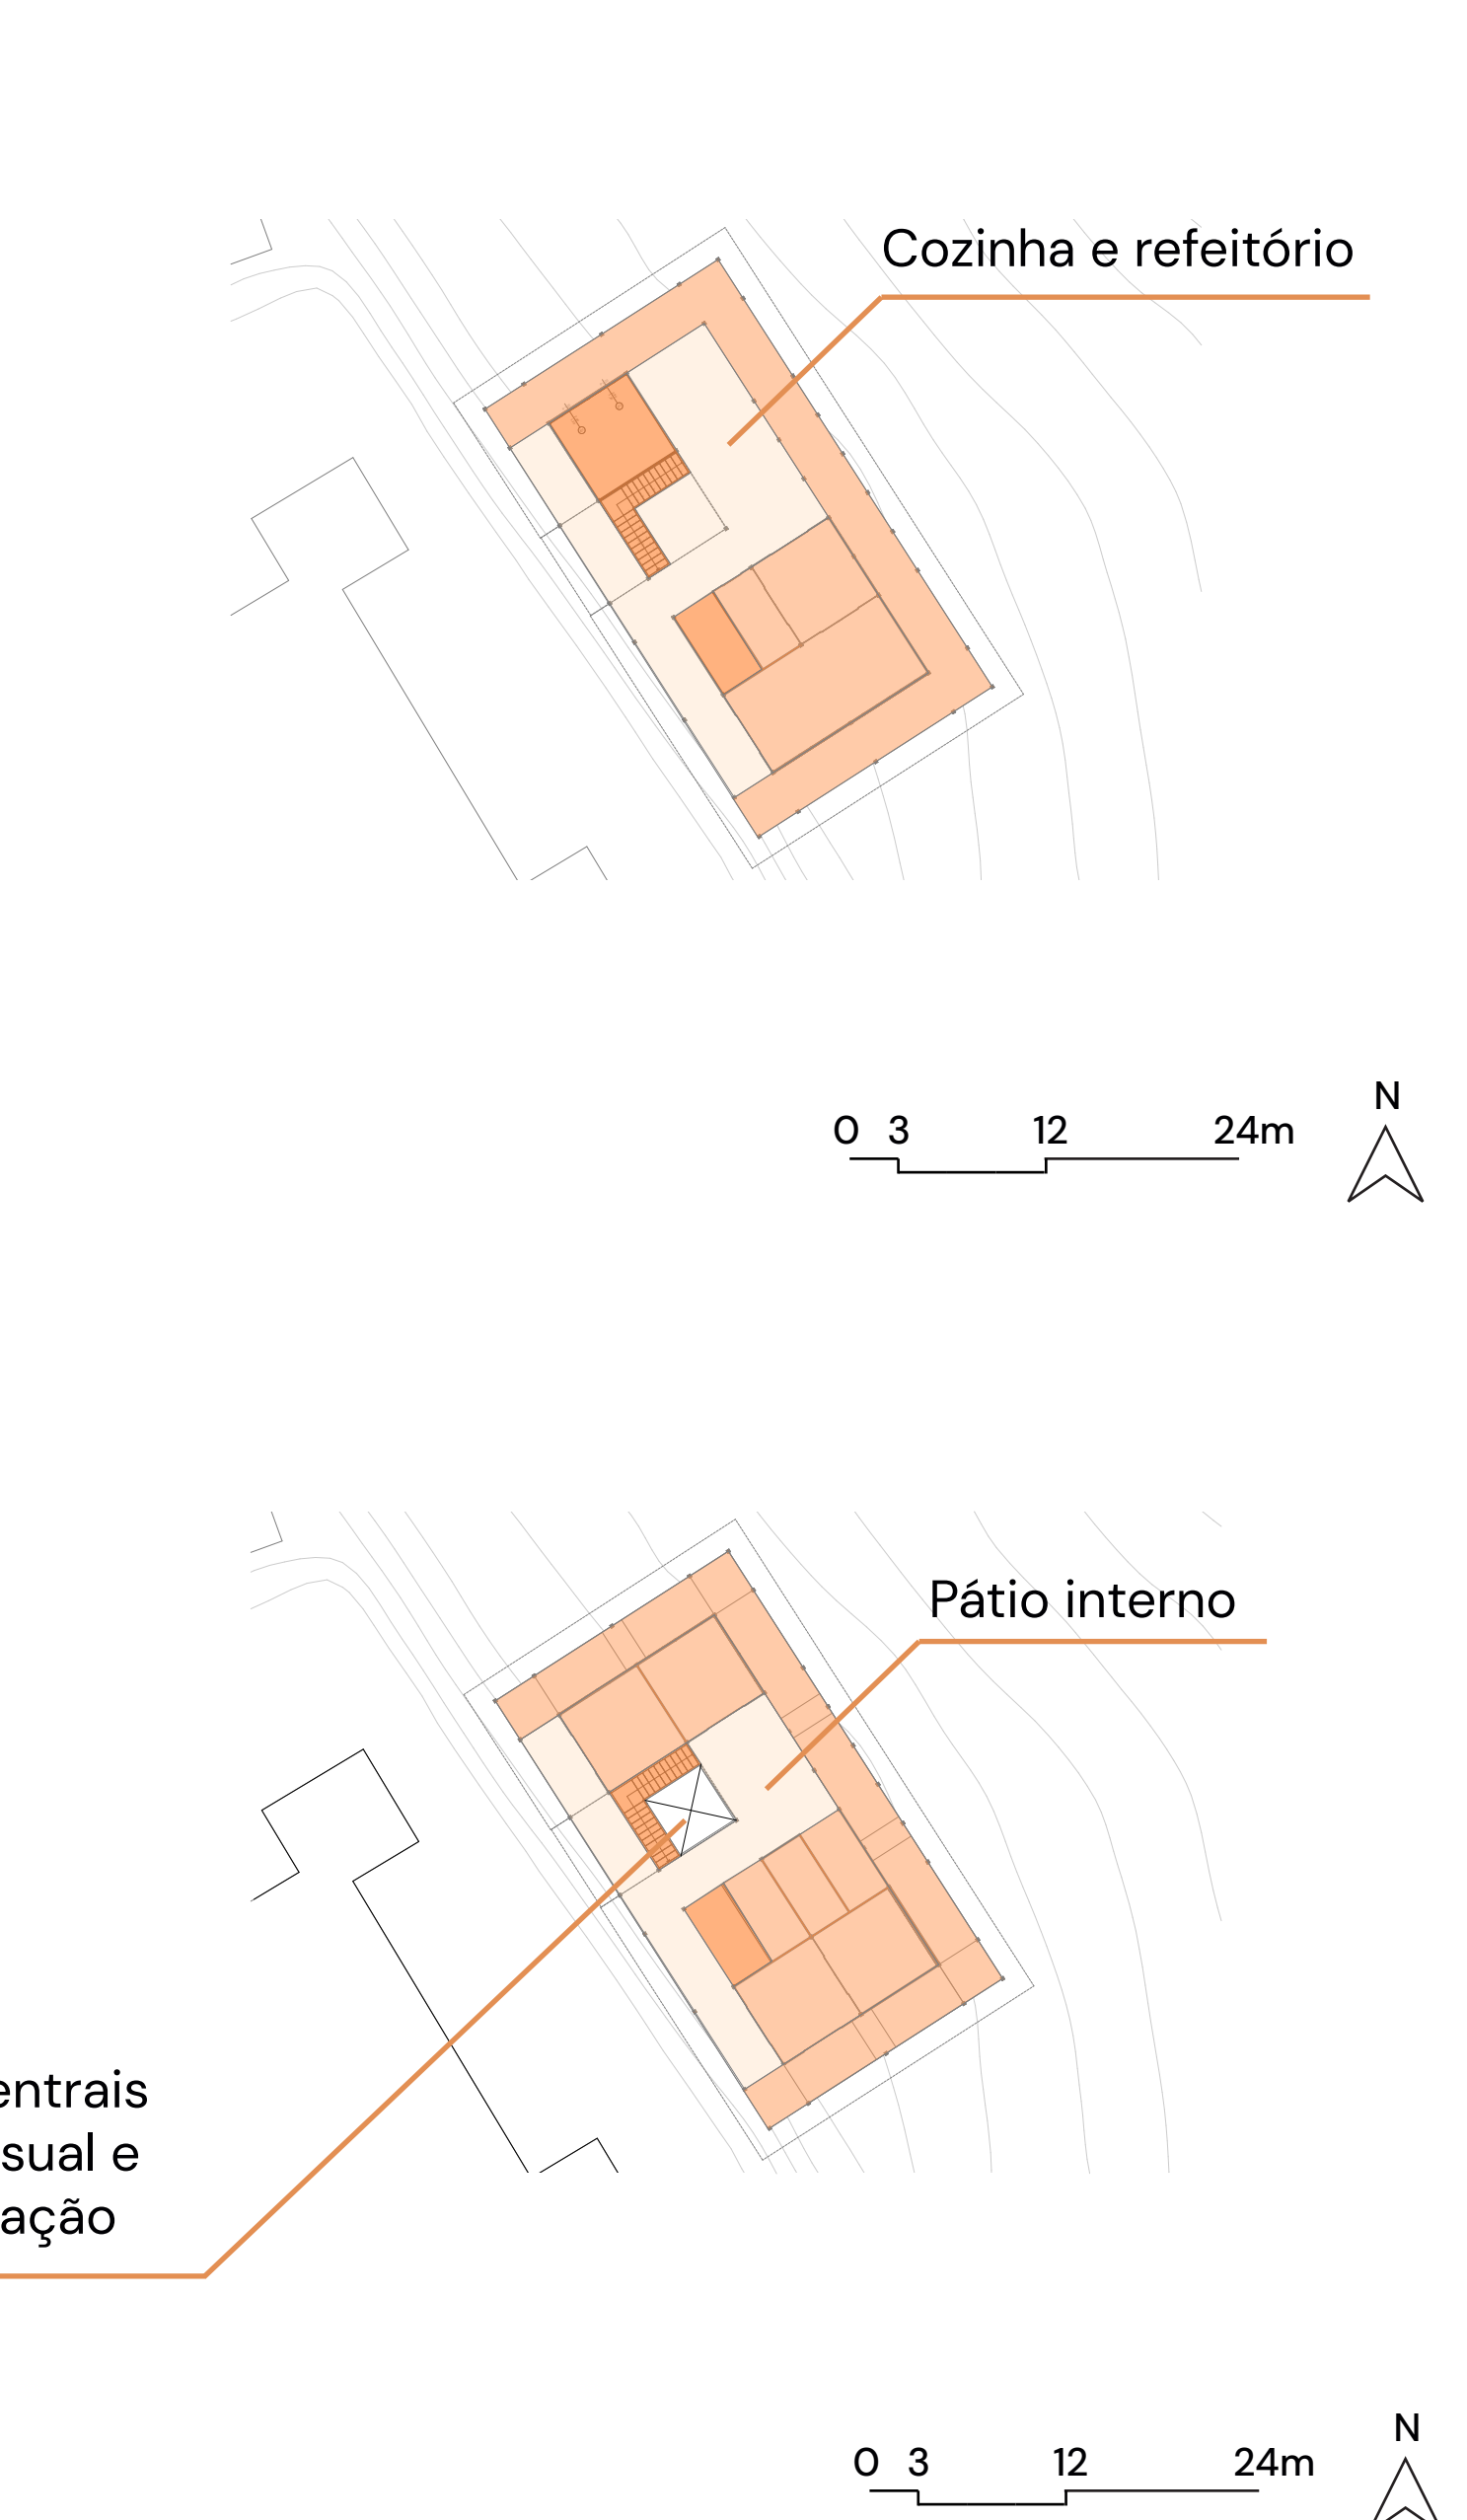 Cozinha e refeitório
N
0 3 12 24m
Pátio interno
entrais
sual e
ação
N
0 3 12 24m